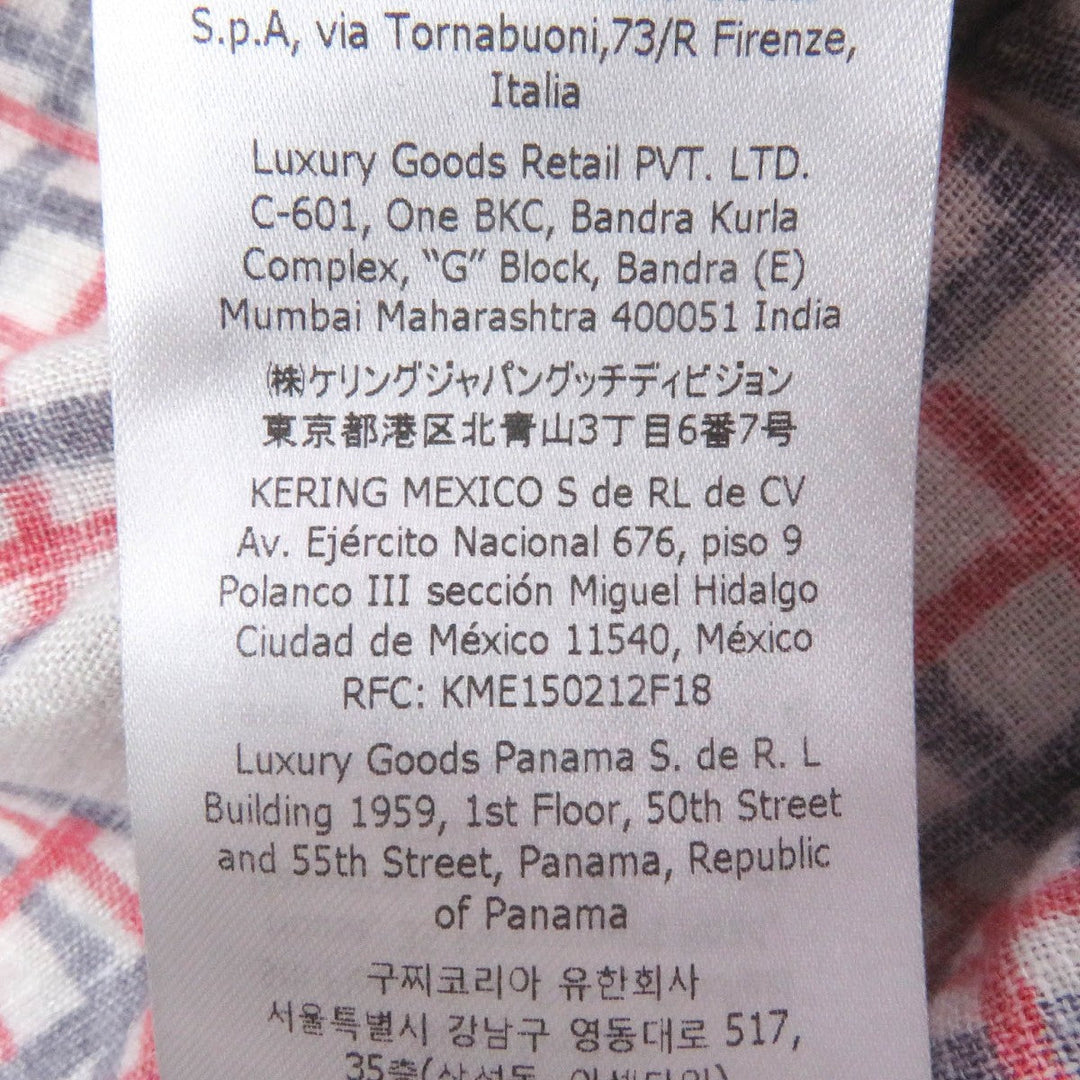 S.p.A, via Tornabuoni,73/R Firenze,
Italia
Luxury Goods Retail PVT. LTD.
C-601, One BKC, Bandra Kurla
Complex, “G” Block, Bandra (E)
Mumbai Maharashtra 400051 India
㈱ケリングジャパングッチディビジョン
東京都港区北青山3丁目6番7号
KERING MEXICO S de RL de CV
Av. Ejército Nacional 676, piso 9
Polanco III sección Miguel Hidalgo
Ciudad de México 11540, México
RFC: KME150212F18
Luxury Goods Panama S. de R. L
Building 1959, 1st Floor, 50th Street
and 55th Street, Panama, Republic
of Panama
구찌코리아 유한회사
서울특별시 강남구 영동대로 517,